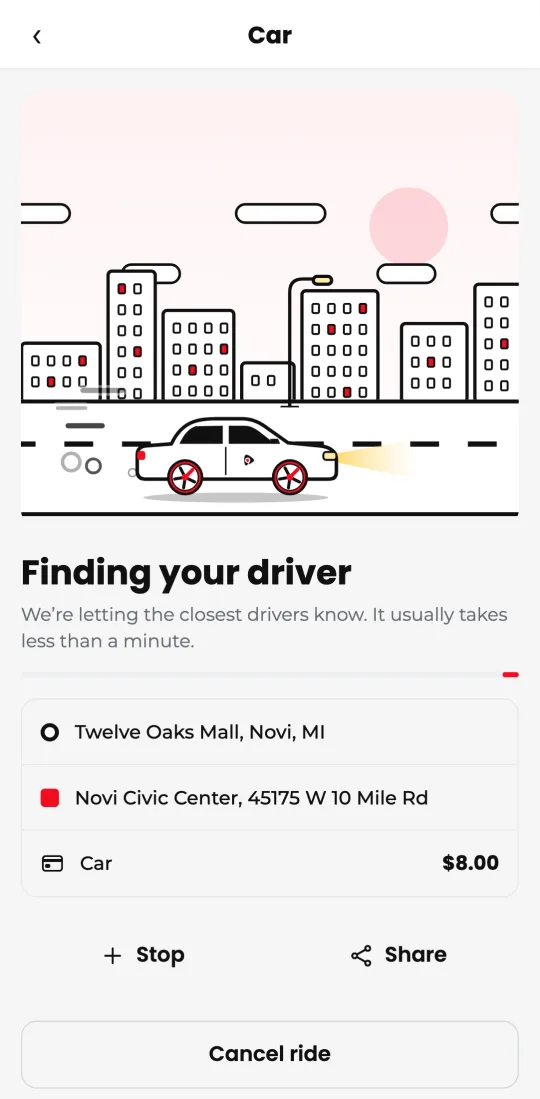 Car
Finding your driver
We’re letting the closest drivers know. It usually takes
less than a minute.
Twelve Oaks Mall, Novi, MI
Novi Civic Center, 45175 W 10 Mile Rd
Car $8.00
Stop Share
Cancel ride